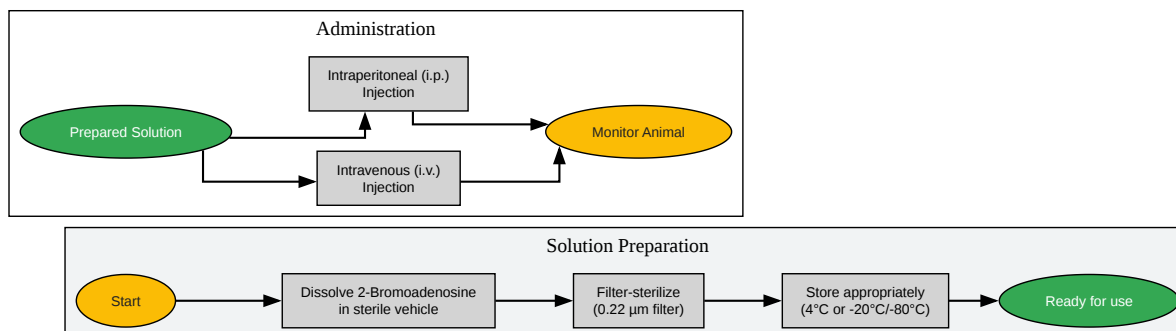 Administration
Intraperitoneal (i.p.)
Injection
Prepared Solution
Monitor Animal
Intravenous (i.v.)
Injection
Solution Preparation
Start
Dissolve 2-Bromoadenosine
in sterile vehicle
Filter-sterilize
(0.22 µm filter)
Store appropriately
(4°C or -20°C/-80°C)
Ready for use